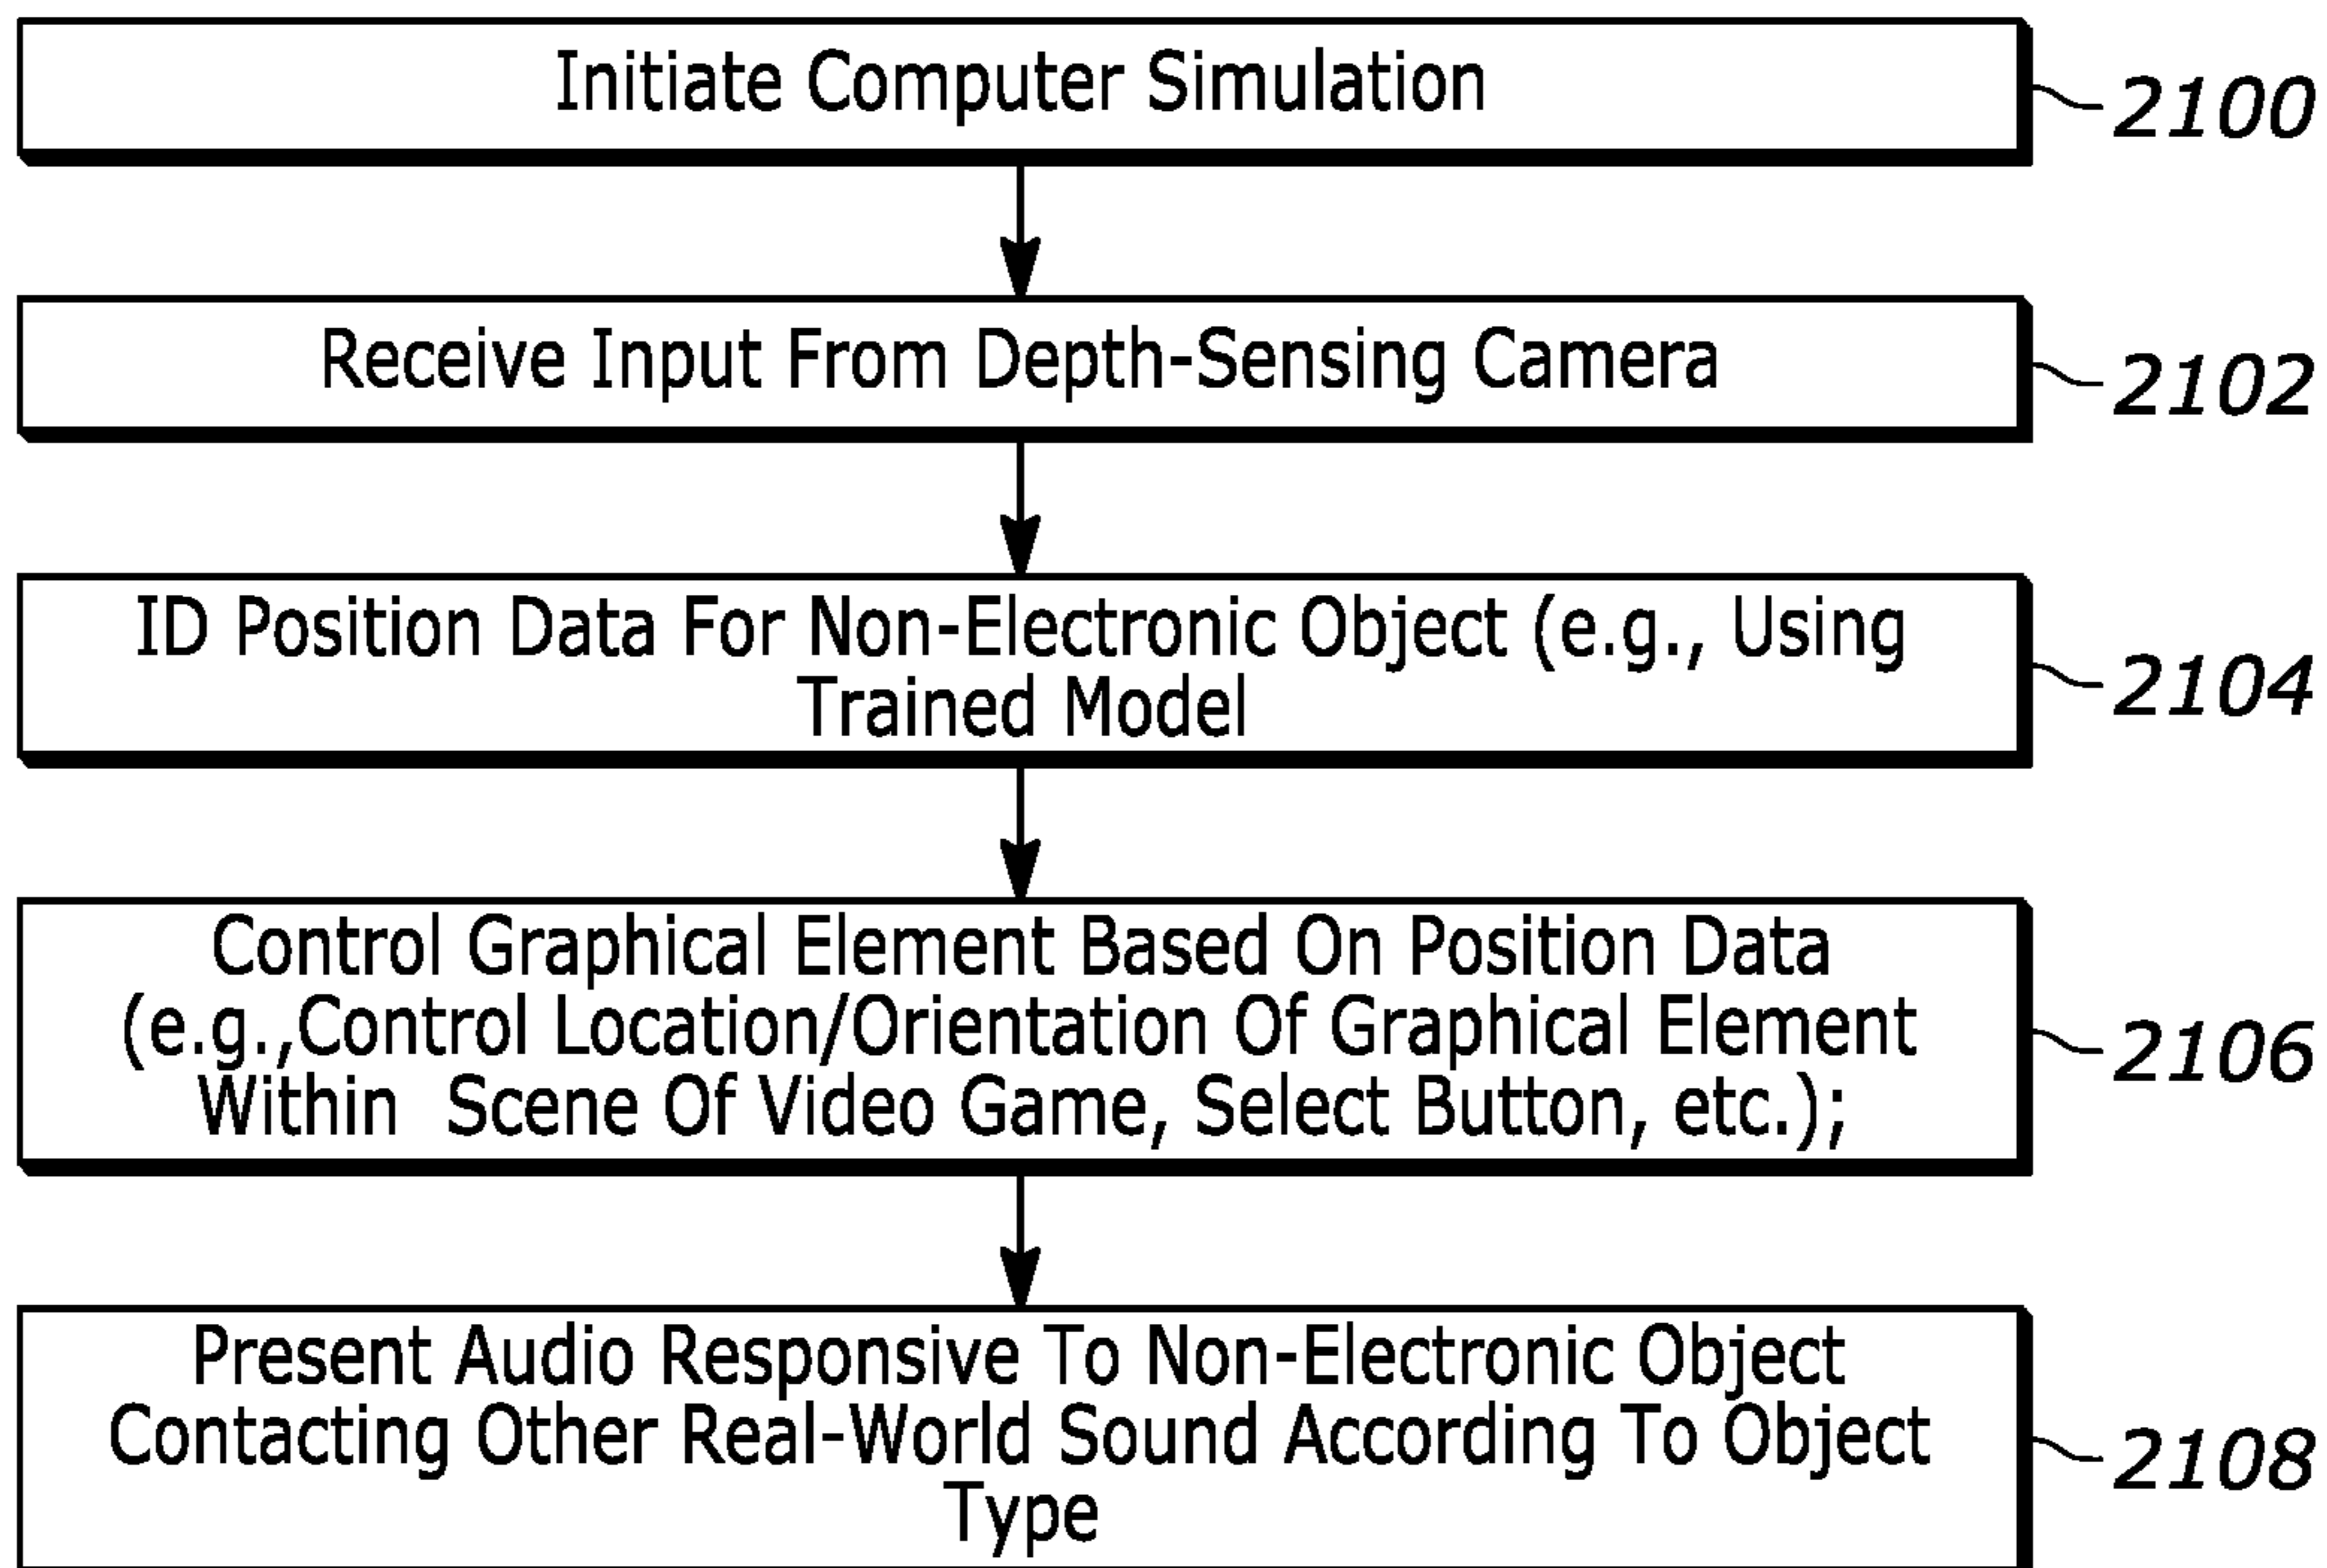 Initiate Computer Simulation
2100
Receive Input From Depth-Sensing Camera
2102
ID Position Data For Non-Electronic Object (e.g., Using
Trained Model
2104
Control Graphical Element Based On Position Data
(e.g.,Control Location/Orientation Of Graphical Element
Within Scene Of Video Game, Select Button, etc.);
2106
Present Audio Responsive To Non-Electronic Object
Contacting Other Real-World Sound According To Object
Type
2108